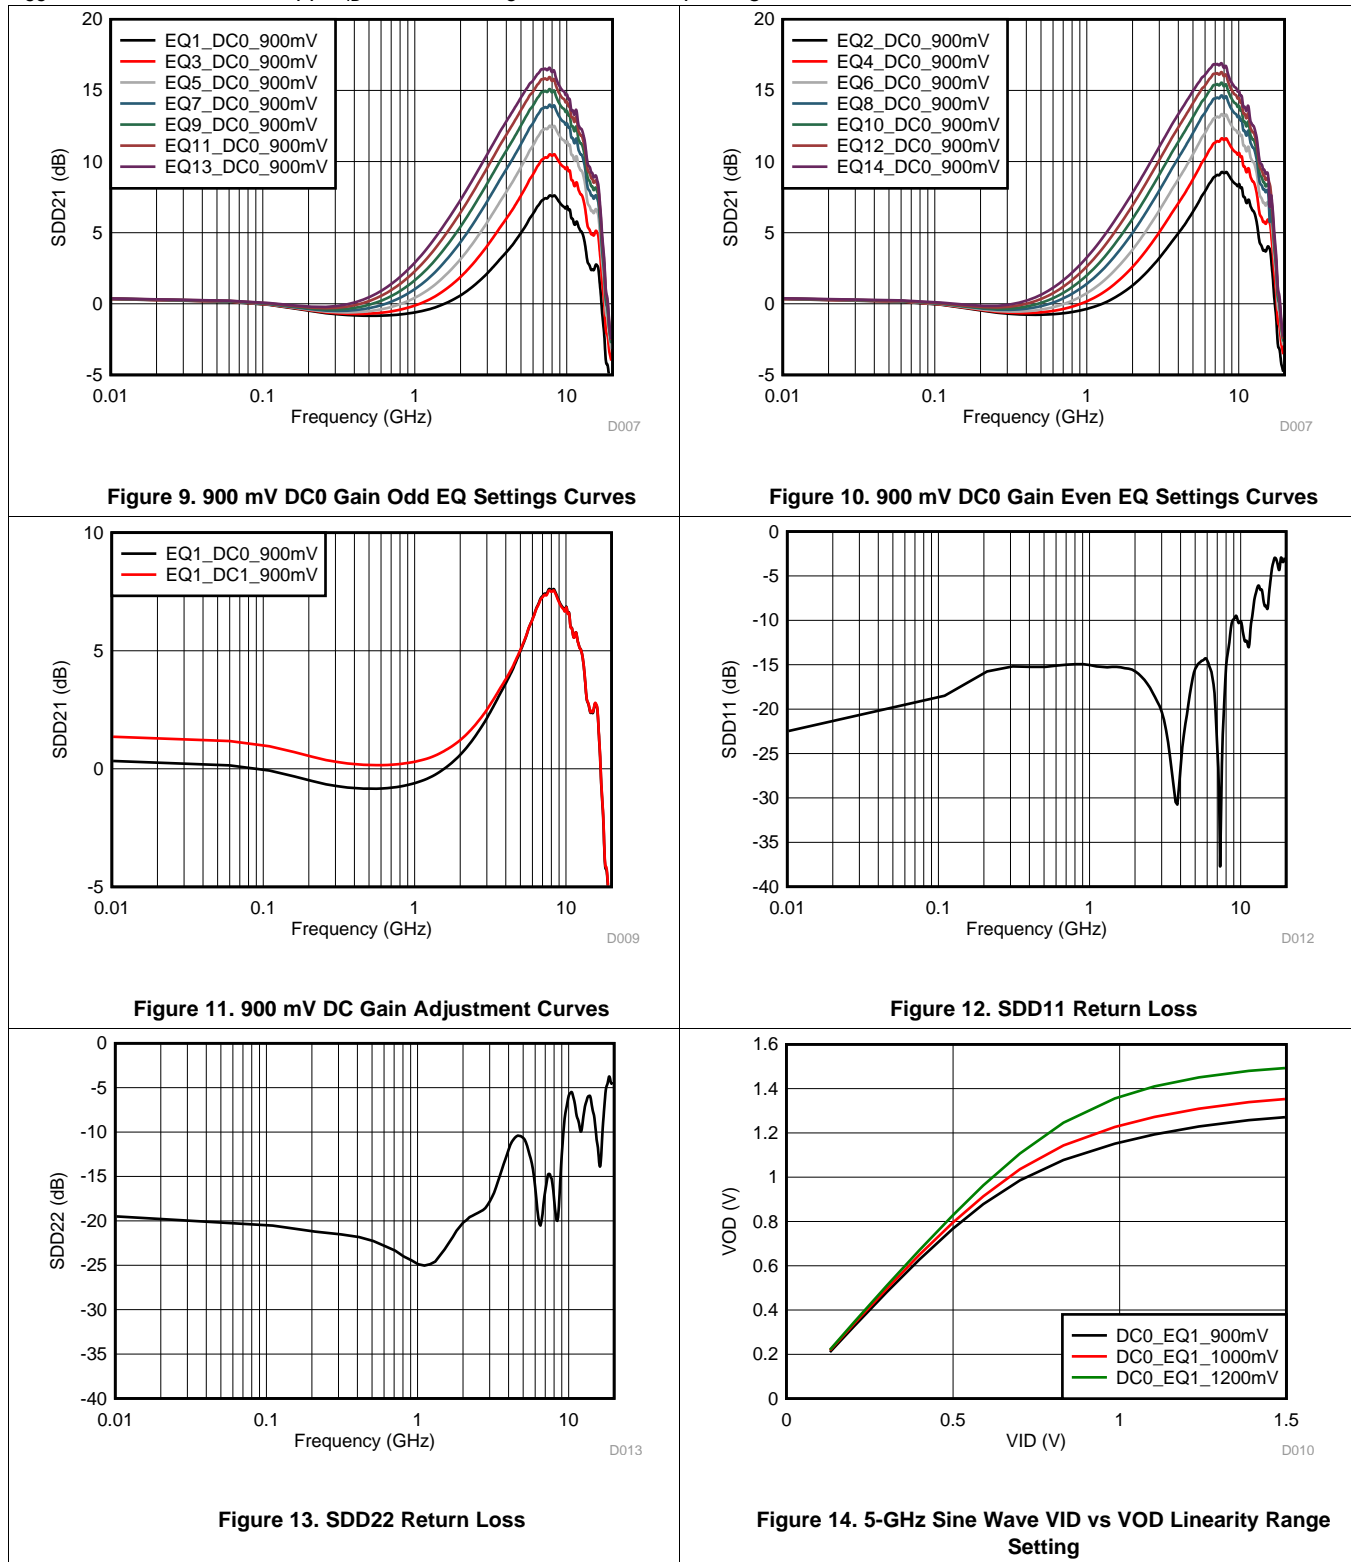 20
15
10
5
0
-5
0.01
0.1
1
10
SDD21 (dB)
Frequency (GHz)
EQ1_DC0_900mV
EQ3_DC0_900mV
EQ5_DC0_900mV
EQ7_DC0_900mV
EQ9_DC0_900mV
EQ11_DC0_900mV
EQ13_DC0_900mV
D007
Figure 9. 900 mV DC0 Gain Odd EQ Settings Curves
20
15
10
5
0
-5
0.01
0.1
1
10
SDD21 (dB)
Frequency (GHz)
EQ2_DC0_900mV
EQ4_DC0_900mV
EQ6_DC0_900mV
EQ8_DC0_900mV
EQ10_DC0_900mV
EQ12_DC0_900mV
EQ14_DC0_900mV
D007
Figure 10. 900 mV DC0 Gain Even EQ Settings Curves
10
5
0
-5
0.01
0.1
1
10
SDD21 (dB)
Frequency (GHz)
EQ1_DC0_900mV
EQ1_DC1_900mV
D009
Figure 11. 900 mV DC Gain Adjustment Curves
0
-5
-10
-15
-20
-25
-30
-35
-40
0.01
0.1
1
10
SDD11 (dB)
Frequency (GHz)
D012
Figure 12. SDD11 Return Loss
0
-5
-10
-15
-20
-25
-30
-35
-40
0.01
0.1
1
10
SDD22 (dB)
Frequency (GHz)
D013
Figure 13. SDD22 Return Loss
1.6
1.4
1.2
1
0.8
0.6
0.4
0.2
0
0
0.5
1
1.5
VOD (V)
VID (V)
DC0_EQ1_900mV
DC0_EQ1_1000mV
DC0_EQ1_1200mV
D010
Figure 14. 5-GHz Sine Wave VID vs VOD Linearity Range
Setting